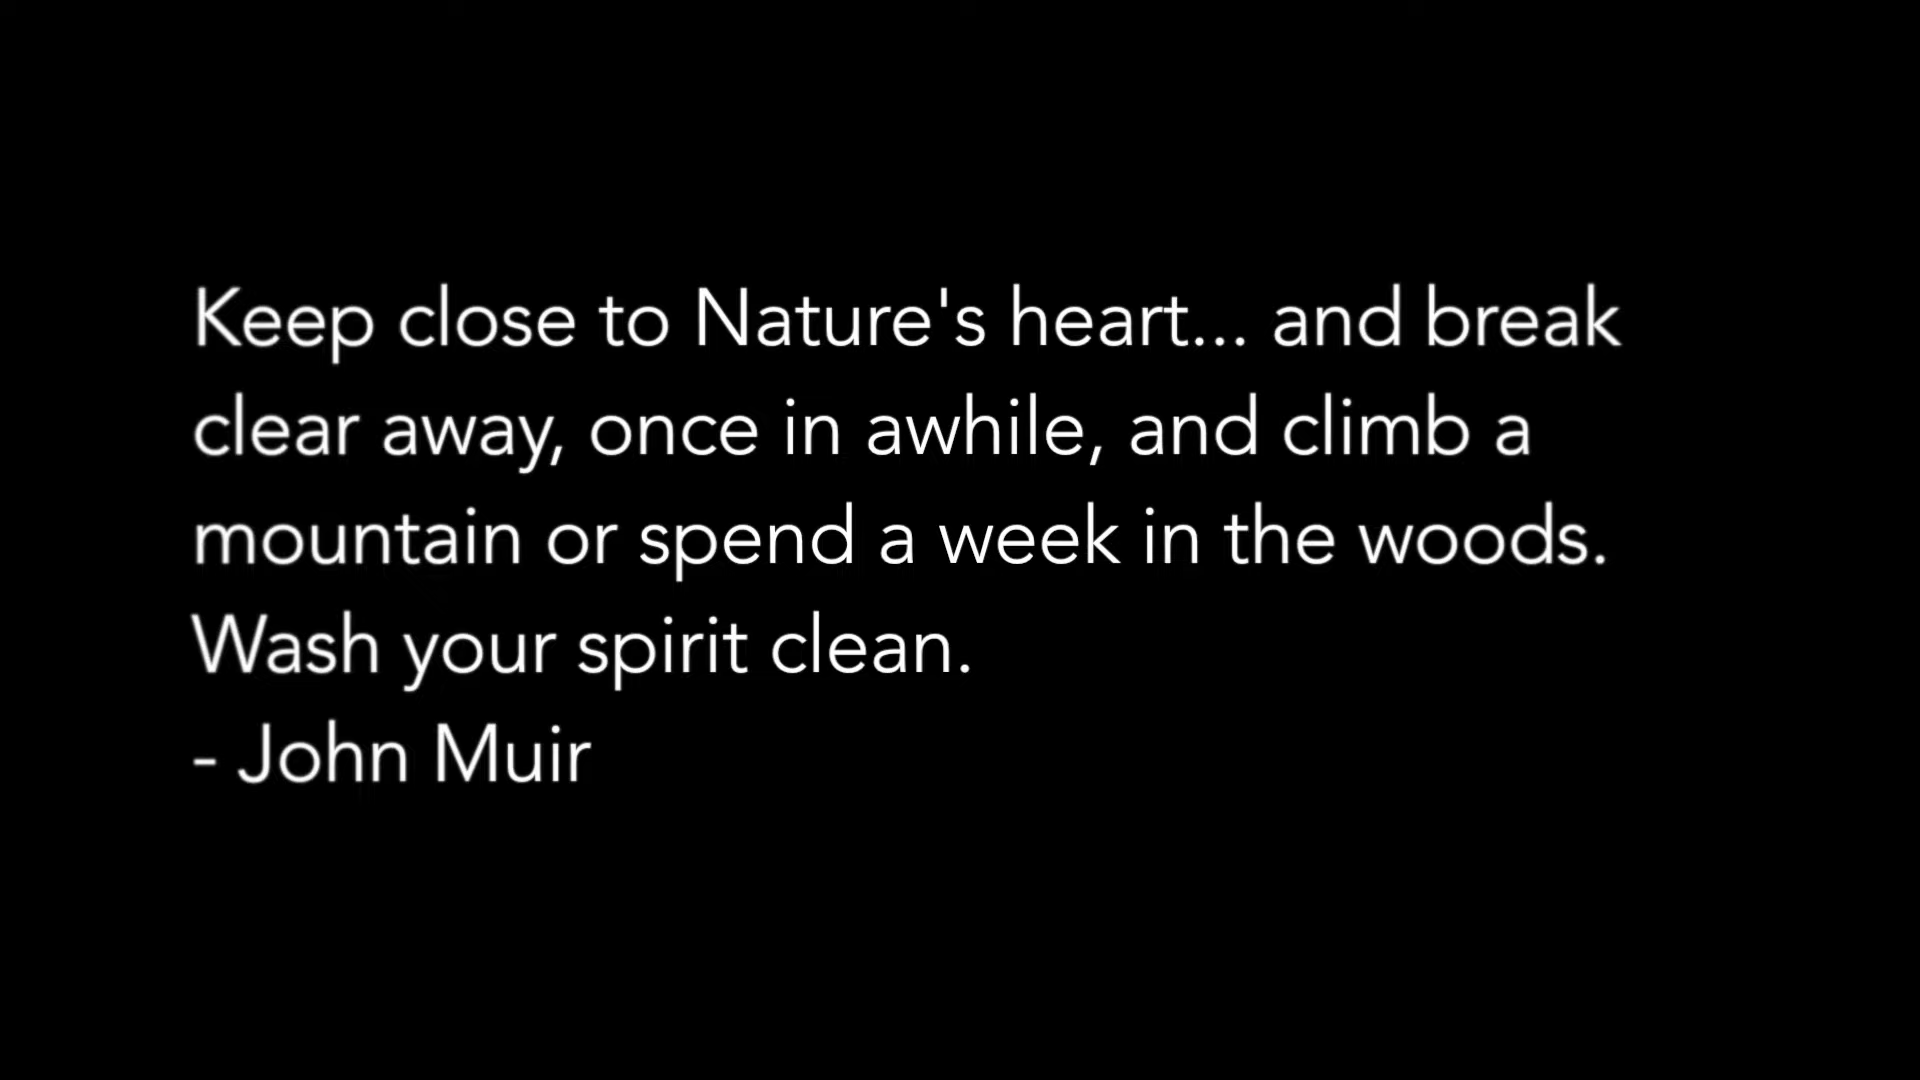 Keep close to Nature's heart... and break
clear away, once in awhile, and climb a
mountain or spend a week in the woods.
Wash your spirit clean.
- John Muir